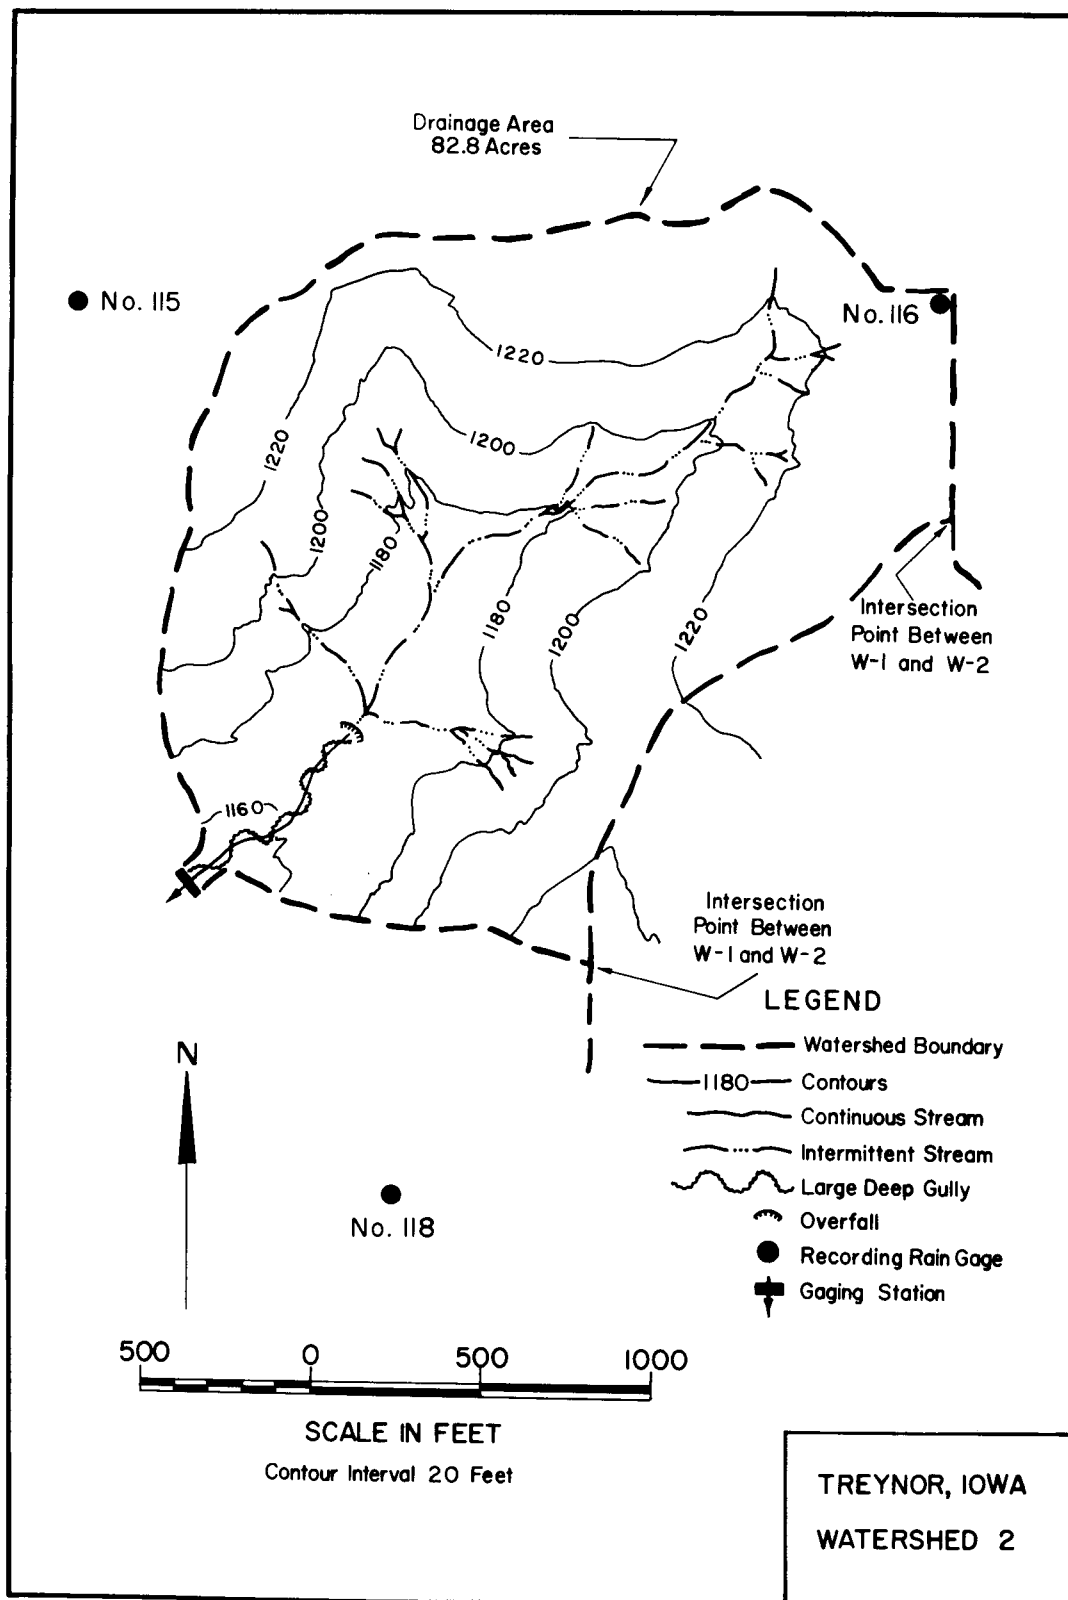 Drainage Area
82.8 Acres
No. 115
No. 116
1220
1200
1220
1200
1180
1180
1200
1220
Intersection
Point Between
W-1 and W-2
1160
Intersection
Point Between
W-1 and W-2
LEGEND
Watershed Boundary
1180 Contours
Continuous Stream
Intermittent Stream
Large Deep Gully
Overfall
Recording Rain Gage
Gaging Station
N
No. 118
500 0 500 1000
SCALE IN FEET
Contour Interval 20 Feet
TREYNOR, IOWA
WATERSHED 2